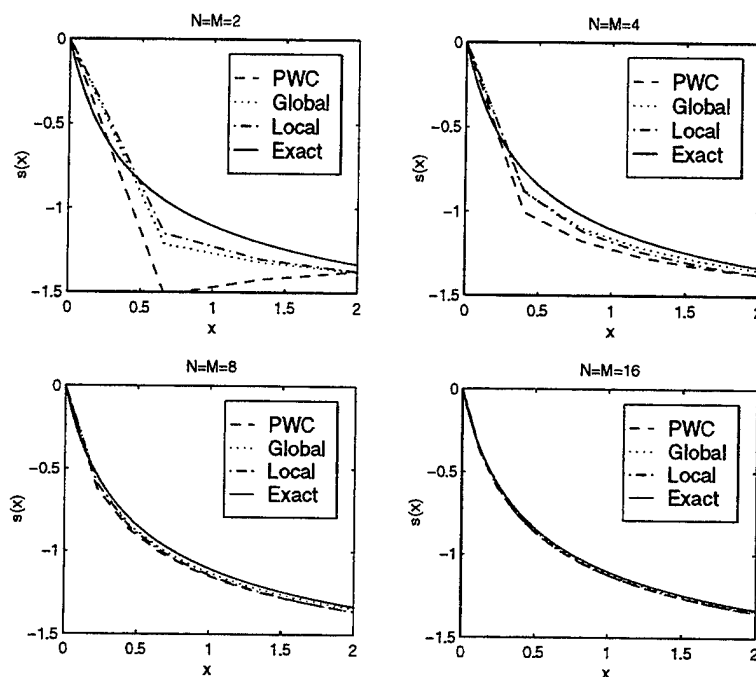 N=M=2
0
-0.5
-1
-1.5
s(x)
PWC
Global
Local
Exact
0
0.5
1
1.5
2
x
N=M=4
0
-0.5
-1
-1.5
s(x)
PWC
Global
Local
Exact
0
0.5
1
1.5
2
x
N=M=8
0
-0.5
-1
-1.5
s(x)
PWC
Global
Local
Exact
0
0.5
1
1.5
2
x
N=M=16
0
-0.5
-1
-1.5
s(x)
PWC
Global
Local
Exact
0
0.5
1
1.5
2
x